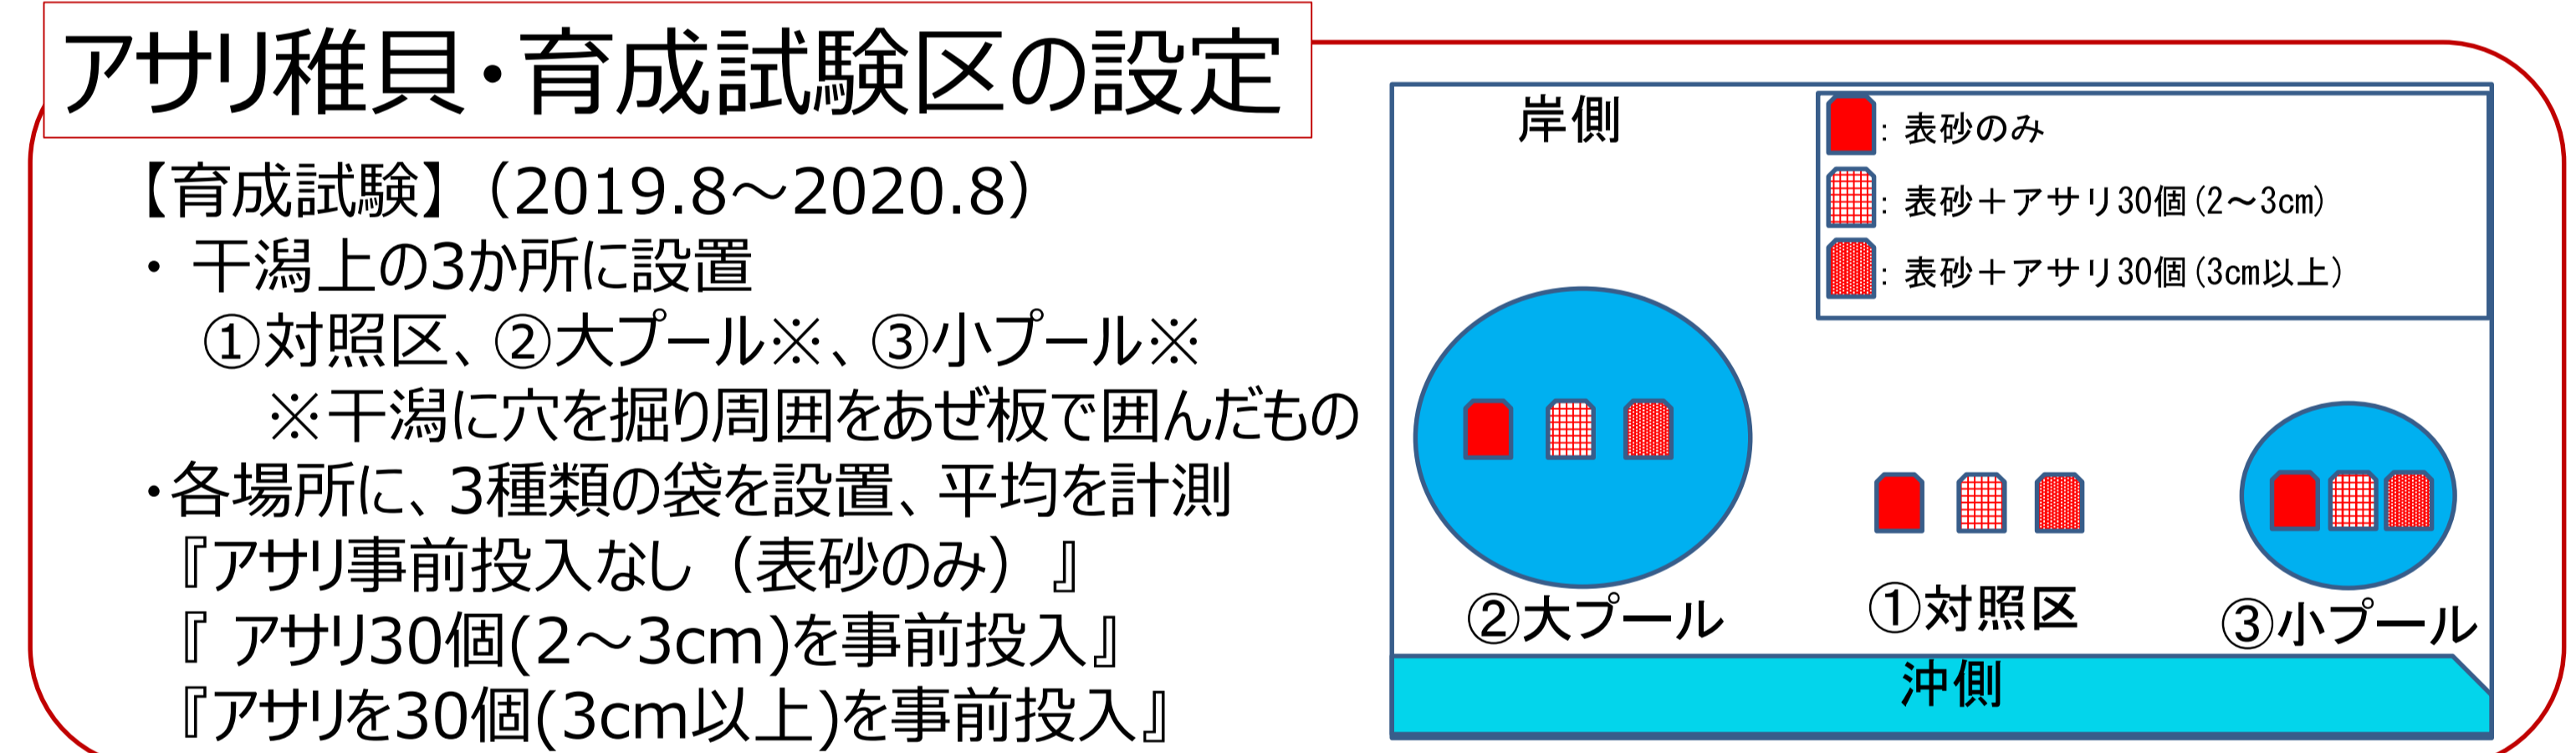 アサリ稚貝・育成試験区の設定
【育成試験】（2019.8～2020.8）
・ 干潟上の3か所に設置
①対照区、②大プール※、③小プール※
※干潟に穴を掘り周囲をあぜ板で囲んだもの
・各場所に、3種類の袋を設置、平均を計測
『アサリ事前投入なし（表砂のみ）』
『 アサリ30個(2～3cm)を事前投入』
『アサリを30個(3cm以上)を事前投入』
岸側
：表砂のみ
：表砂＋アサリ30個(2～3cm)
：表砂＋アサリ30個(3cm以上)
②大プール
①対照区
③小プール
沖側